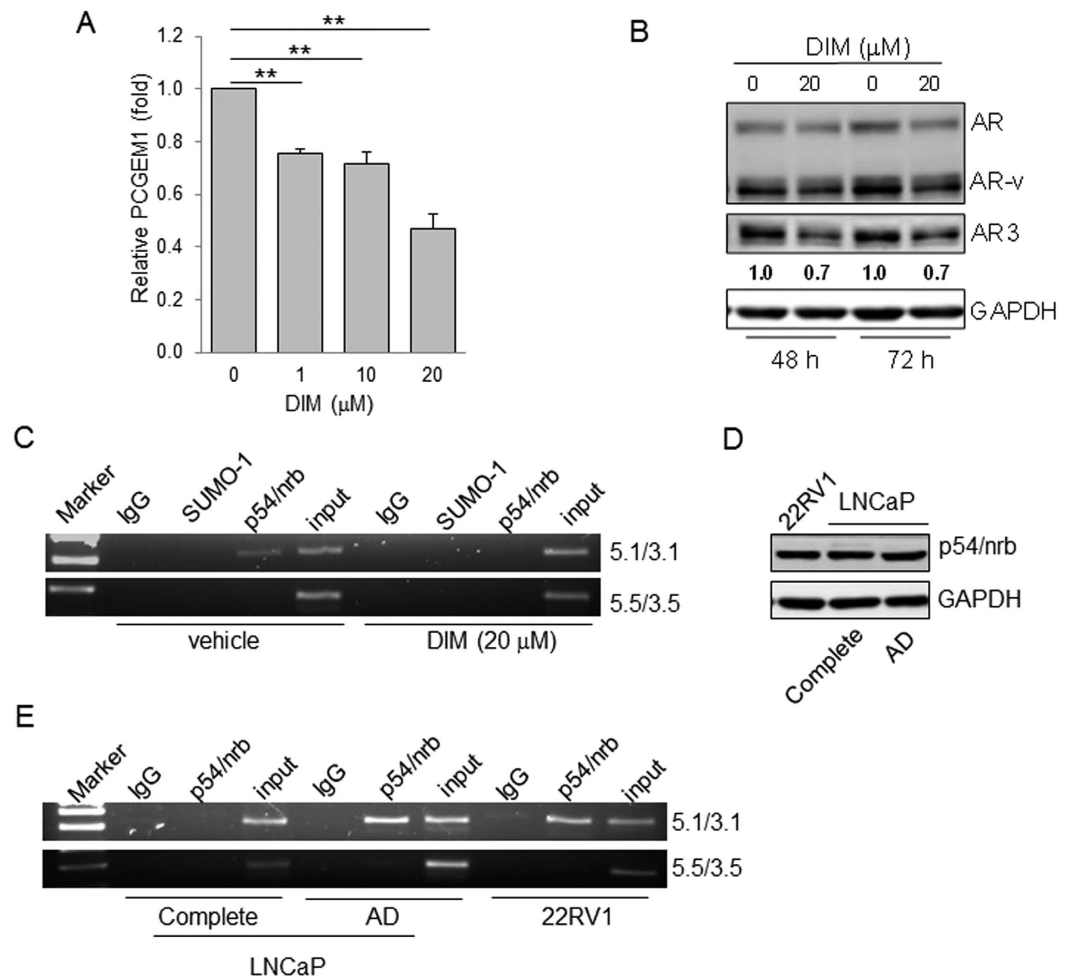 A
**
**
**
1.0
0.8
0.6
0.4
0.2
0.0
Relative PCGEM1 (fold)
0 1 10 20
DIM (μM)
B
DIM (μM)
0 20 0 20
AR
AR-v
AR3
1.0 0.7 1.0 0.7
GAPDH
48 h 72 h
C
Marker IgG SUMO-1 p54/nrb input IgG SUMO-1 p54/nrb input
5.1/3.1
5.5/3.5
vehicle DIM (20 μM)
D
22RV1 LNCaP
p54/nrb
GAPDH
Complete AD
E
Marker IgG p54/nrb input IgG p54/nrb input IgG p54/nrb input
5.1/3.1
5.5/3.5
Complete AD 22RV1
LNCaP